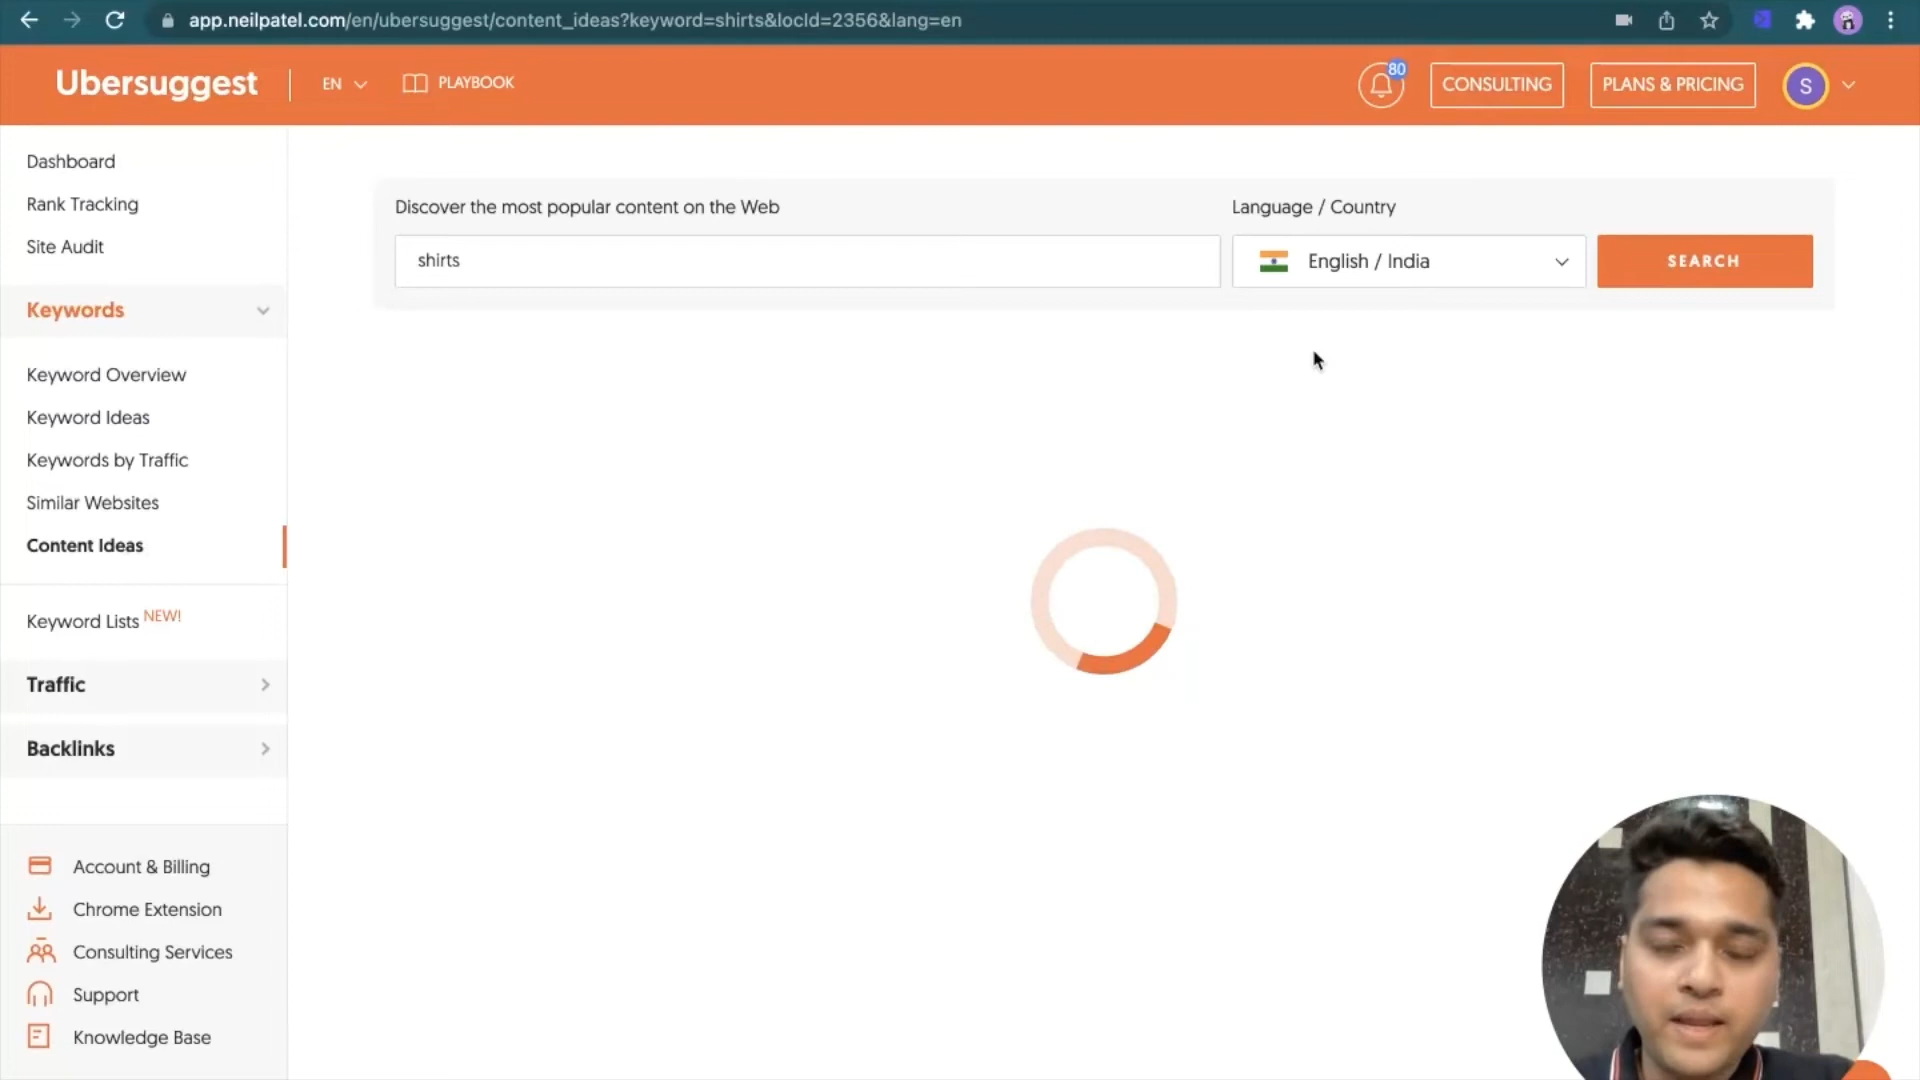 app.neilpatel.com/en/ubersuggest/content_ideas?keyword=shirts&locId=2356&lang=en
Ubersuggest
EN
PLAYBOOK
80
CONSULTING
PLANS & PRICING
S
Dashboard
Rank Tracking
Site Audit
Keywords
Keyword Overview
Keyword Ideas
Keywords by Traffic
Similar Websites
Content Ideas
Keyword Lists NEW!
Traffic
Backlinks
Account & Billing
Chrome Extension
Consulting Services
Support
Knowledge Base
Discover the most popular content on the Web
Language / Country
shirts
English / India
SEARCH